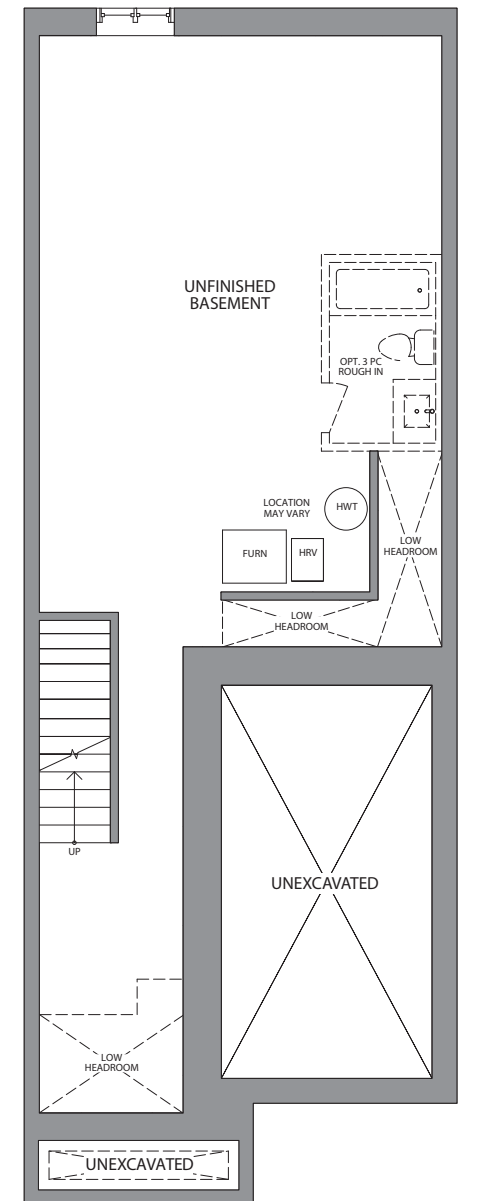 UNFINISHED
BASEMENT
OPT. 3 PC
ROUGH IN
LOCATION
MAY VARY
HWT
FURN
HRV
LOW
HEADROOM
LOW
HEADROOM
UP
UNEXCAVATED
LOW
HEADROOM
UNEXCAVATED